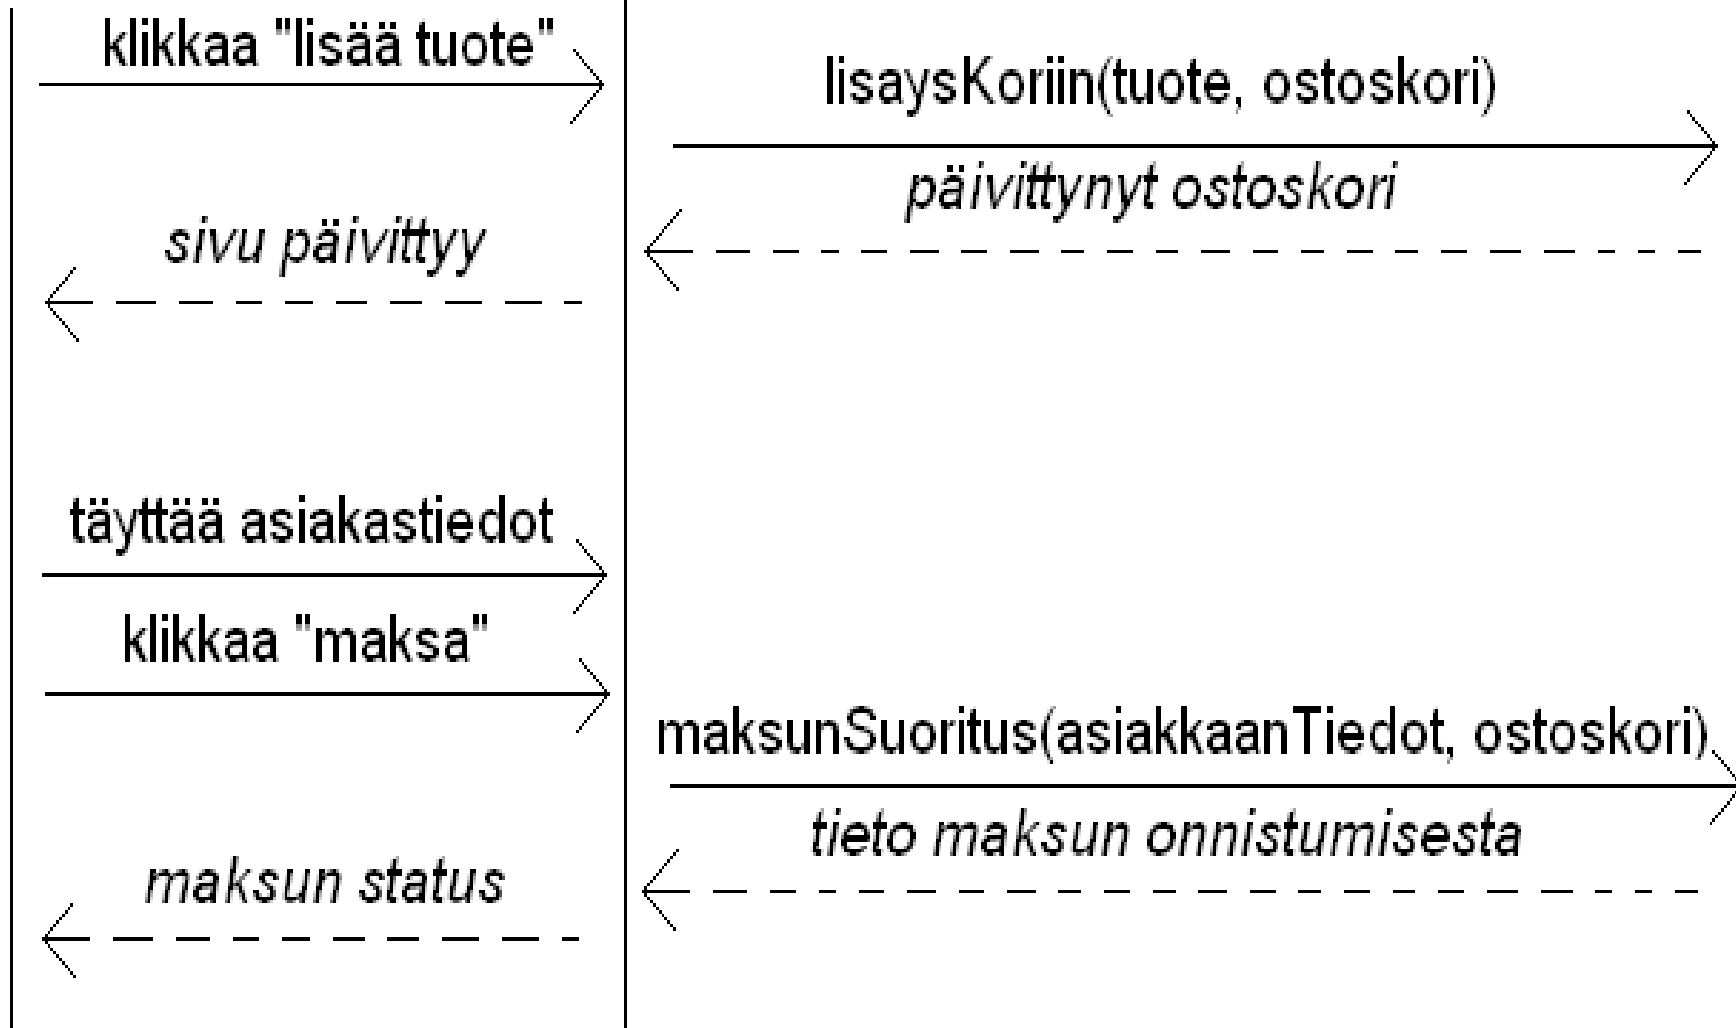 klikkaa "lisää tuote"
lisaysKoriin(tuote, ostoskori)
päivittynyt ostoskori
sivu päivittyy
täyttää asiakastiedot
klikkaa "maksa"
maksunSuoritus(asiakkaanTiedot, ostoskori)
tieto maksun onnistumisesta
maksun status